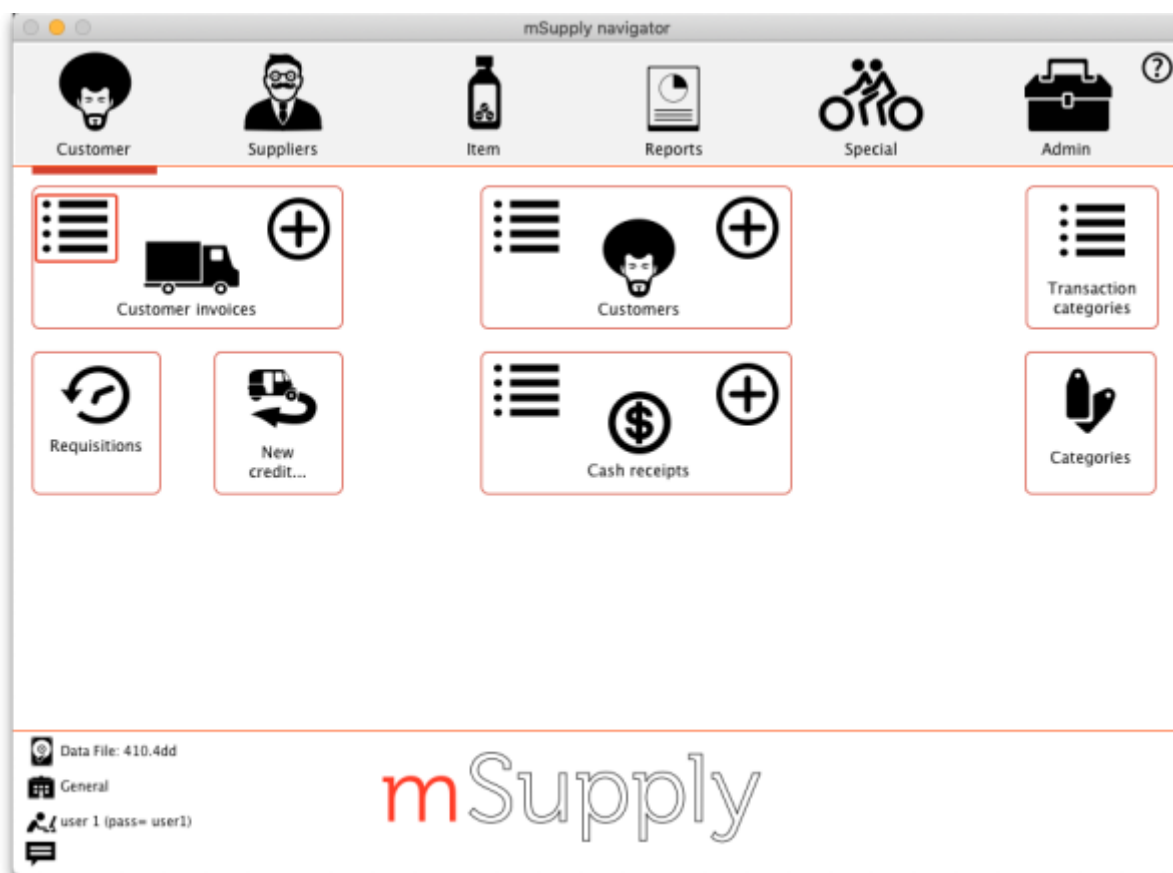 mSupply navigator
?
Customer
Suppliers
Item
Reports
Special
Admin
Customer invoices
Customers
Transaction
categories
Requisitions
New
credit...
$
Cash receipts
Categories
Data File: 410.4dd
General
user 1 (pass= user1)
mSupply